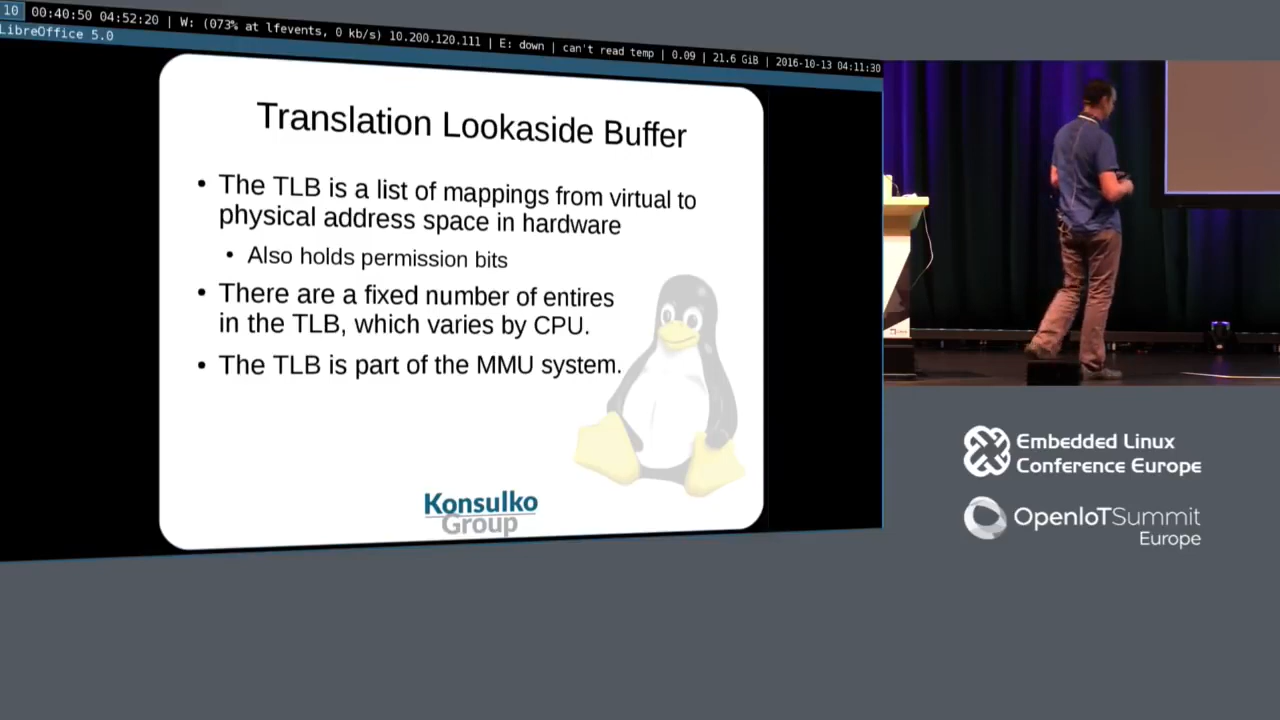 10 00:40:50 04:52:20 | W: (073% at lfevents, 0 kb/s) 10.200.120.111 | E: down | can't read temp | 0.09 | 21.6 GiB | 2016-10-13 04:11:30
LibreOffice 5.0
Translation Lookaside Buffer
• The TLB is a list of mappings from virtual to
physical address space in hardware
• Also holds permission bits
• There are a fixed number of entires
in the TLB, which varies by CPU.
• The TLB is part of the MMU system.
Konsulko
Group
Embedded Linux
Conference Europe
OpenIoTSummit
Europe